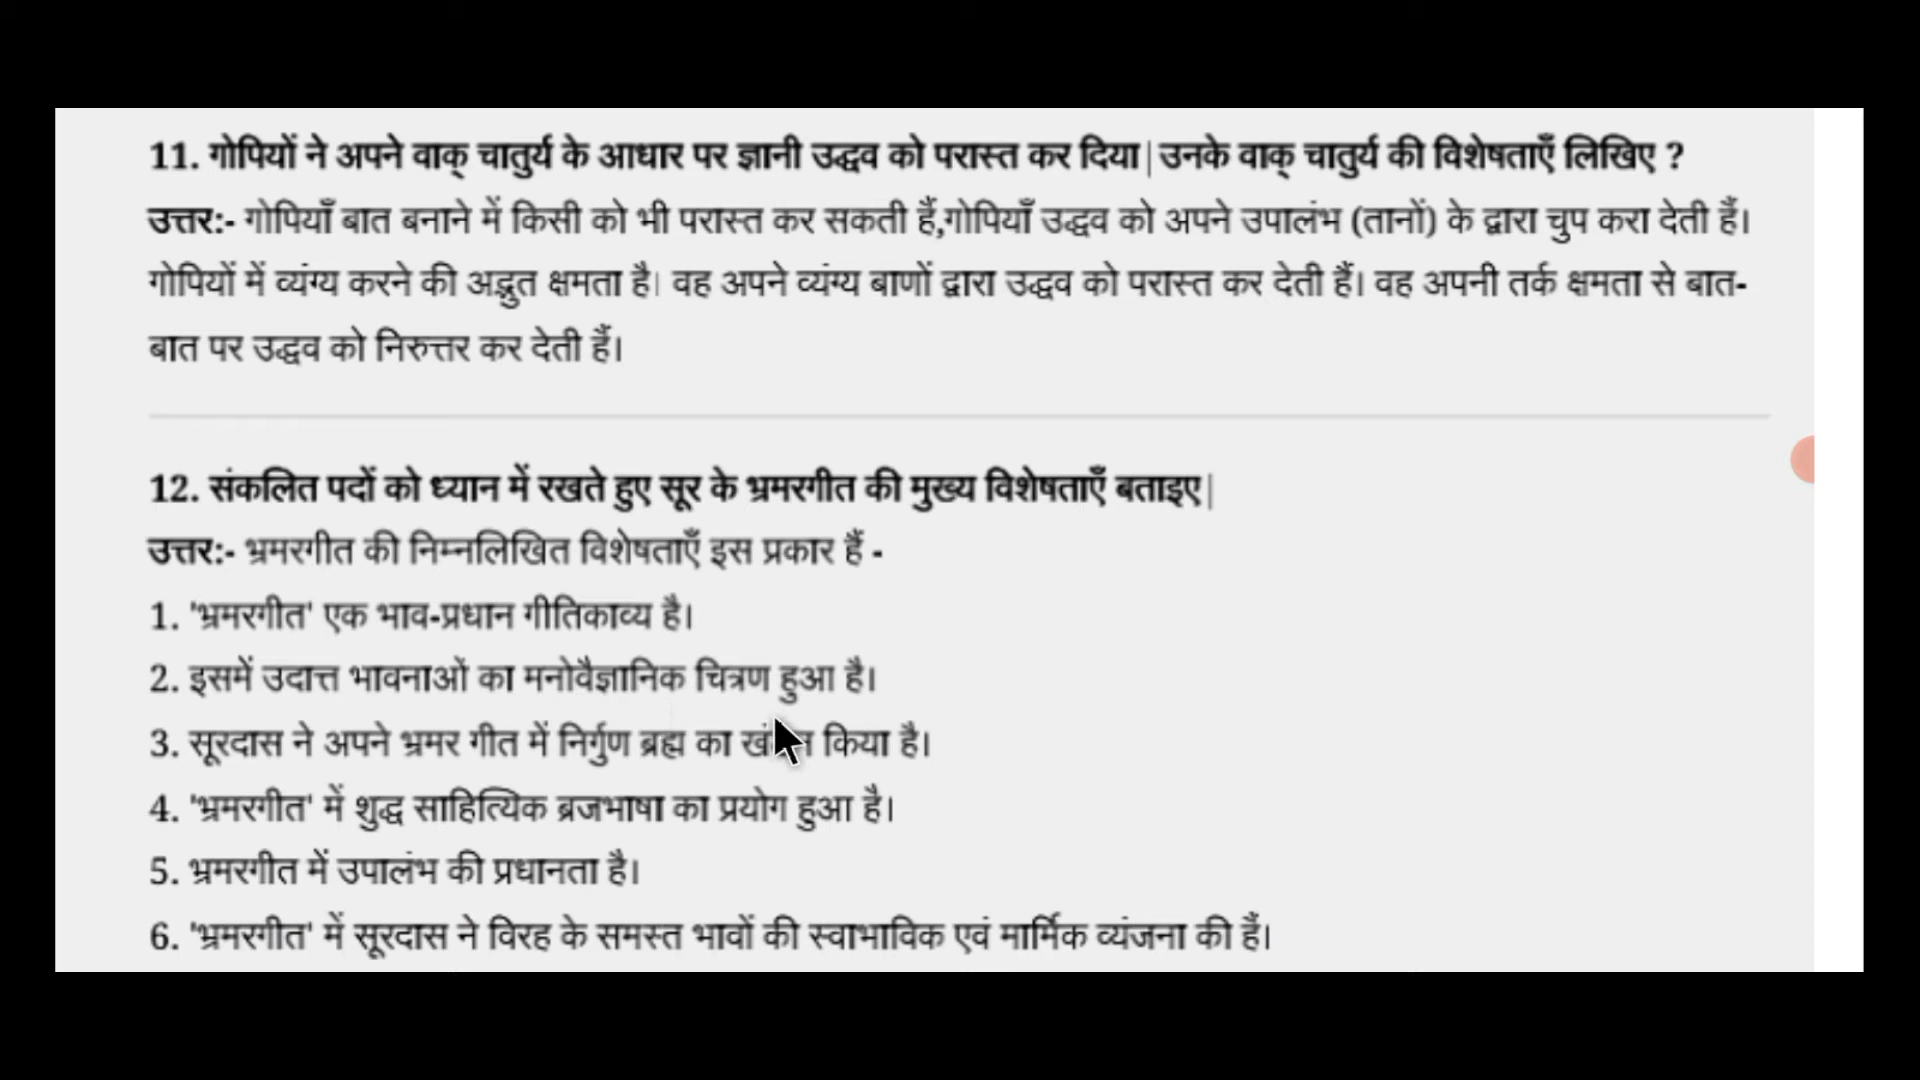 11. गोपियों ने अपने वाक् चातुर्य के आधार पर ज्ञानी उद्धव को परास्त कर दिया | उनके वाक् चातुर्य की विशेषताएँ लिखिए ?
उत्तर:- गोपियाँ बात बनाने में किसी को भी परास्त कर सकती हैं,गोपियाँ उद्धव को अपने उपालंभ (तानों) के द्वारा चुप करा देती हैं।
गोपियों में व्यंग्य करने की अद्भुत क्षमता है। वह अपने व्यंग्य बाणों द्वारा उद्धव को परास्त कर देती हैं। वह अपनी तर्क क्षमता से बात-
बात पर उद्धव को निरुत्तर कर देती हैं।
12. संकलित पदों को ध्यान में रखते हुए सूर के भ्रमरगीत की मुख्य विशेषताएँ बताइए |
उत्तर:- भ्रमरगीत की निम्नलिखित विशेषताएँ इस प्रकार हैं -
1. 'भ्रमरगीत' एक भाव-प्रधान गीतिकाव्य है।
2. इसमें उदात्त भावनाओं का मनोवैज्ञानिक चित्रण हुआ है।
3. सूरदास ने अपने भ्रमर गीत में निर्गुण ब्रह्म का किया है।
4. 'भ्रमरगीत' में शुद्ध साहित्यिक ब्रजभाषा का प्रयोग हुआ है।
5. भ्रमरगीत में उपालंभ की प्रधानता है।
6. 'भ्रमरगीत' में सूरदास ने विरह के समस्त भावों की स्वाभाविक एवं मार्मिक व्यंजना की हैं।